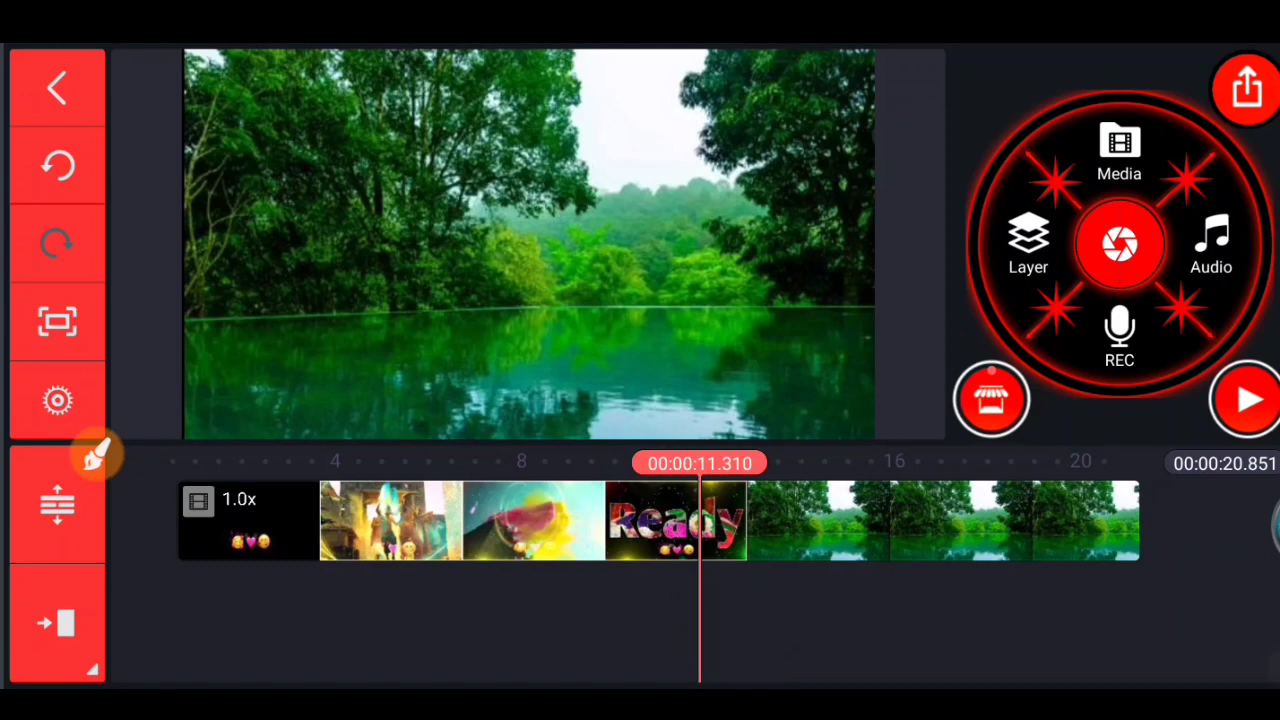 Media
Layer
Audio
REC
4
8
00:00:11.310
16
20
00:00:20.851
1.0x
Ready